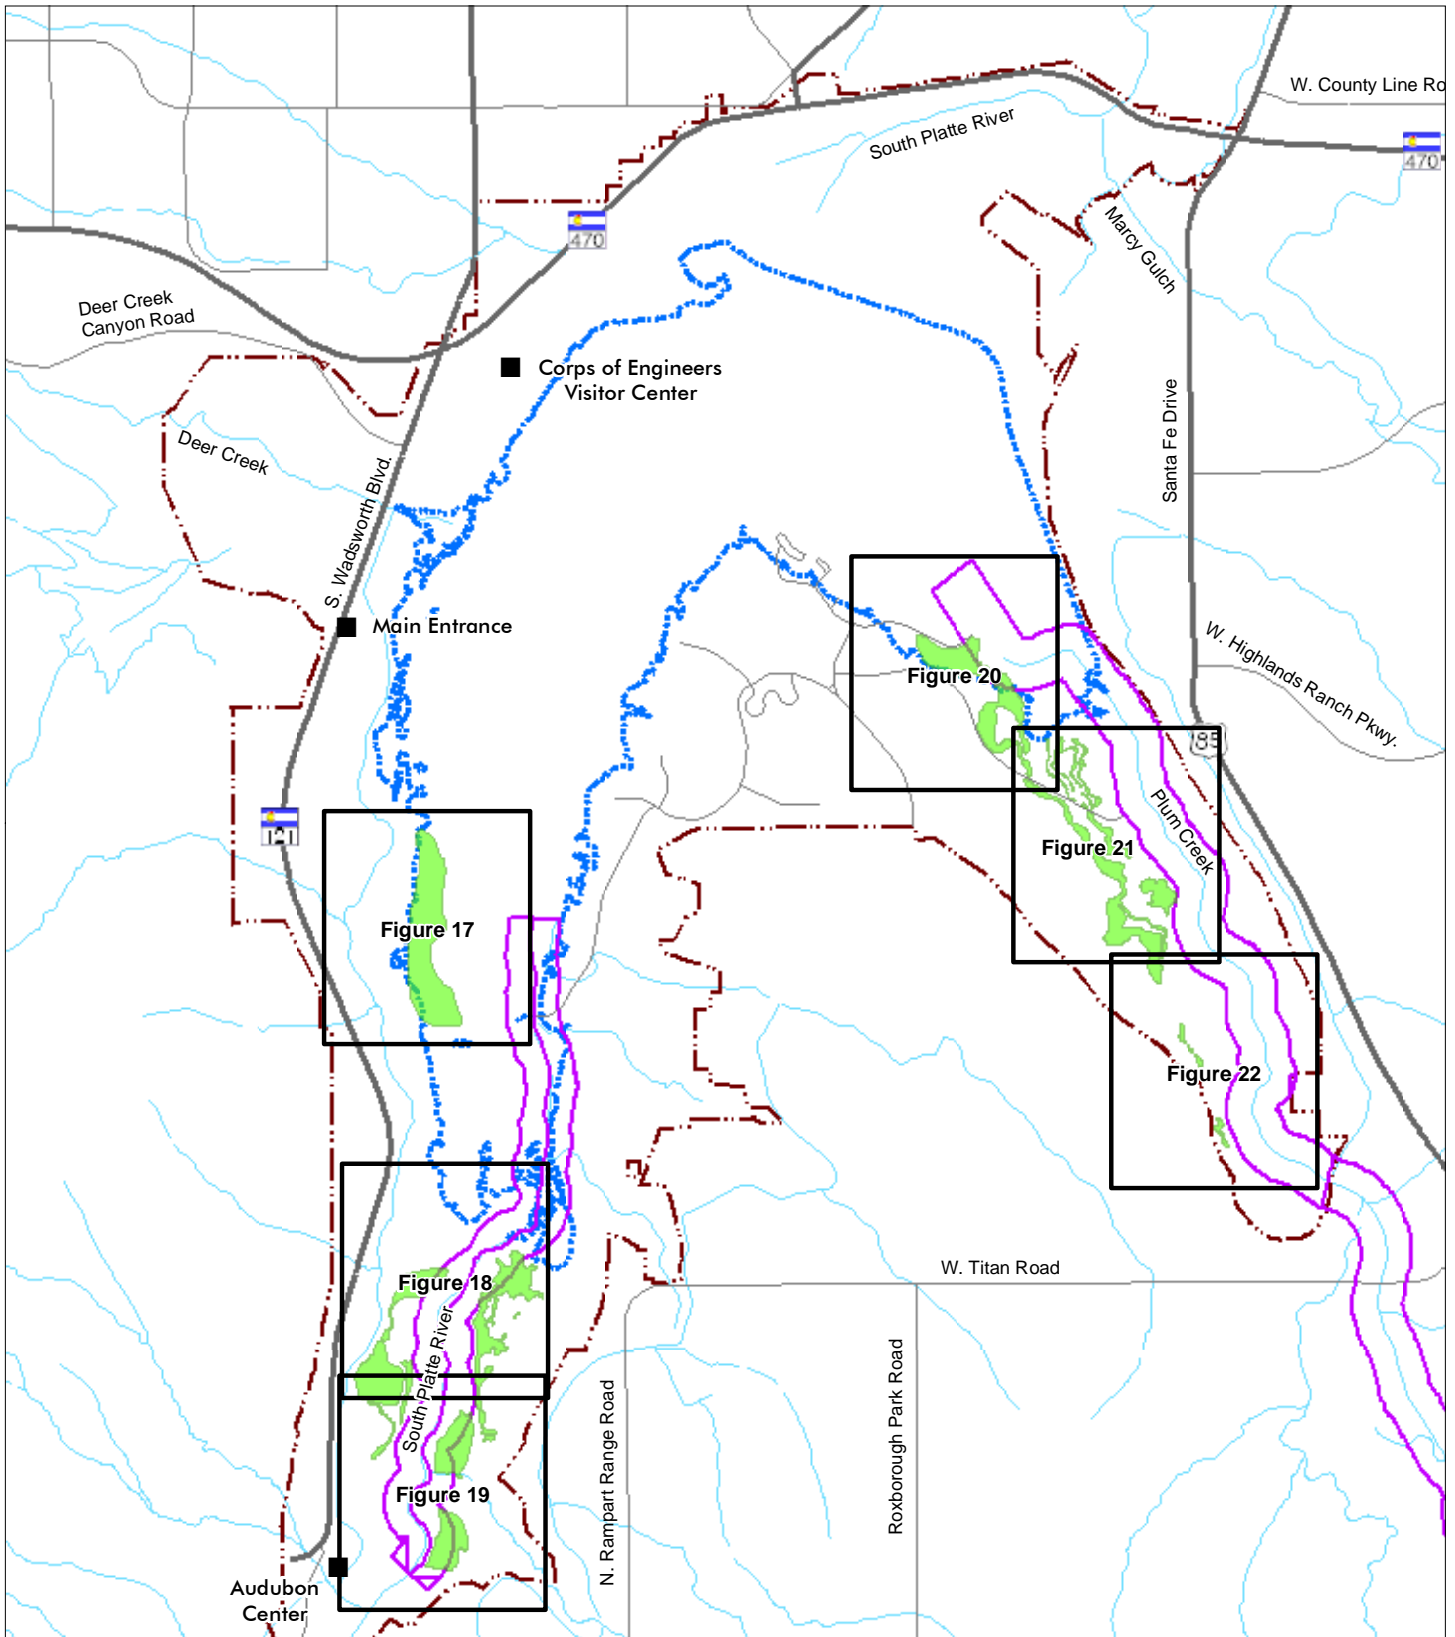 W. County Line Ro
South Platte River
470
470
Marcy Gulch
Deer Creek
Canyon Road
Corps of Engineers
Visitor Center
Santa Fe Drive
Deer Creek
S. Wadsworth Blvd.
Main Entrance
W. Highlands Ranch Pkwy.
Figure 20
85
Plum Creek
121
Figure 21
Figure 17
Figure 22
W. Titan Road
Figure 18
South Platte River
Roxborough Park Road
N. Rampart Range Road
Figure 19
Audubon
Center